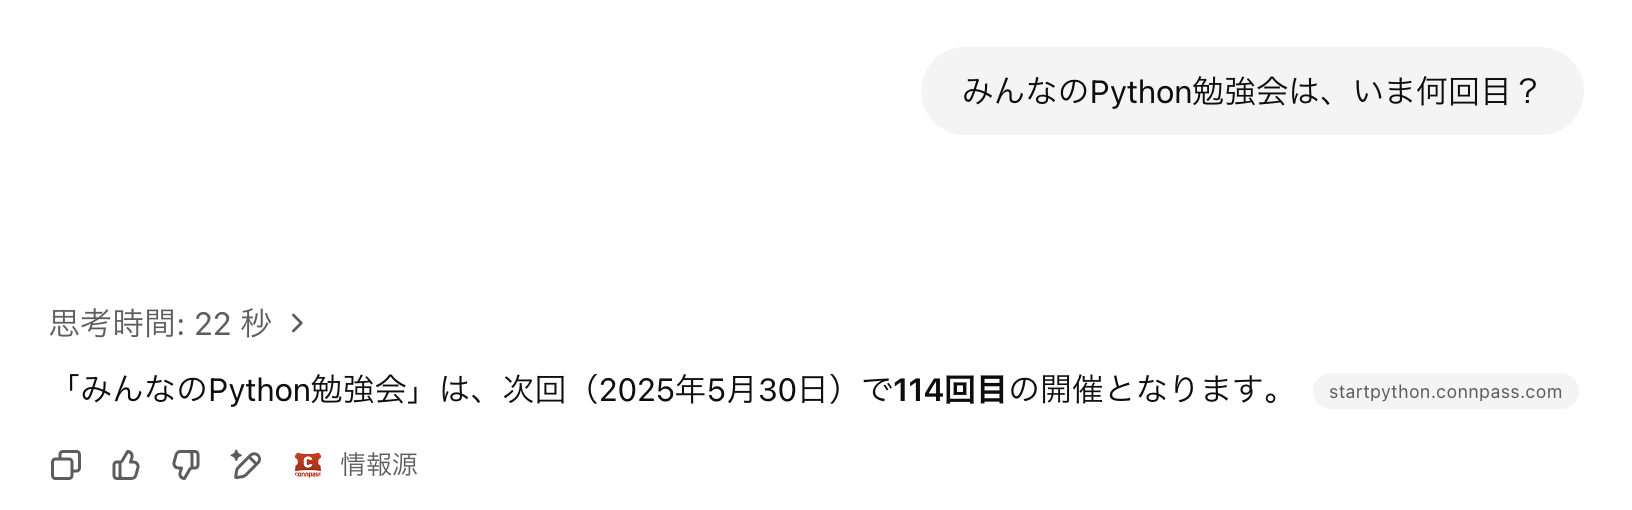 みんなのPython勉強会は、いま何回目？
思考時間: 22 秒
「みんなのPython勉強会」は、次回（2025年5月30日）で114回目の開催となります。 startpython.connpass.com
C connpass 情報源